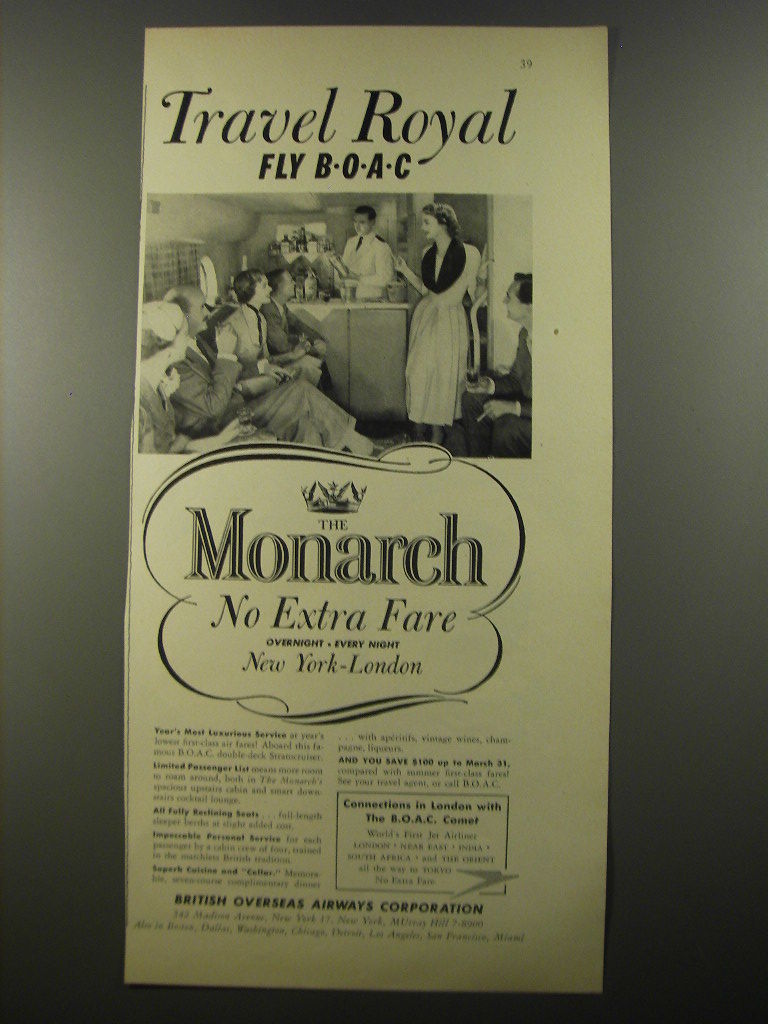 39
Travel Royal
FLY B·O·A·C
THE
Monarch
No Extra Fare
OVERNIGHT • EVERY NIGHT
New York-London
Year's Most Luxurious Service at year's
lowest first-class air fares! Aboard this fa-
mous B.O.A.C. double-deck Stratocruiser.
Limited Passenger List means more room
to roam around, both in The Monarch's
spacious upstairs cabin and smart down-
stairs cocktail lounge.
All Fully Reclining Seats . . . full-length
sleeper berths at slight added cost.
Impeccable Personal Service for each
passenger by a cabin crew of four, trained
in the matchless British tradition.
Superb Cuisine and "Cellar." Memora-
ble, seven-course complimentary dinner
. . . with apéritifs, vintage wines, cham-
pagne, liqueurs.
AND YOU SAVE $100 up to March 31,
compared with summer first-class fares!
See your travel agent, or call B.O.A.C.
Connections in London with
The B.O.A.C. Comet
World's First Jet Airliner
LONDON • NEAR EAST • INDIA •
SOUTH AFRICA • and THE ORIENT
all the way to TOKYO
No Extra Fare
BRITISH OVERSEAS AIRWAYS CORPORATION
342 Madison Avenue, New York 17, New York, MUrray Hill 7-8900
Also in Boston, Dallas, Washington, Chicago, Detroit, Los Angeles, San Francisco, Miami